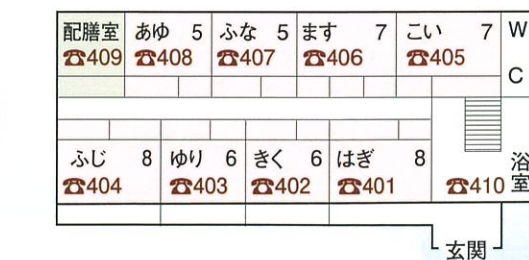 配膳室 あゆ 5 ふな 5 ます 7 こい 7 W
☎409 ☎408 ☎407 ☎406 ☎405
C
ふじ 8 ゆり 6 きく 6 はぎ 8 浴
☎404 ☎403 ☎402 ☎401 ☎410 室
玄関